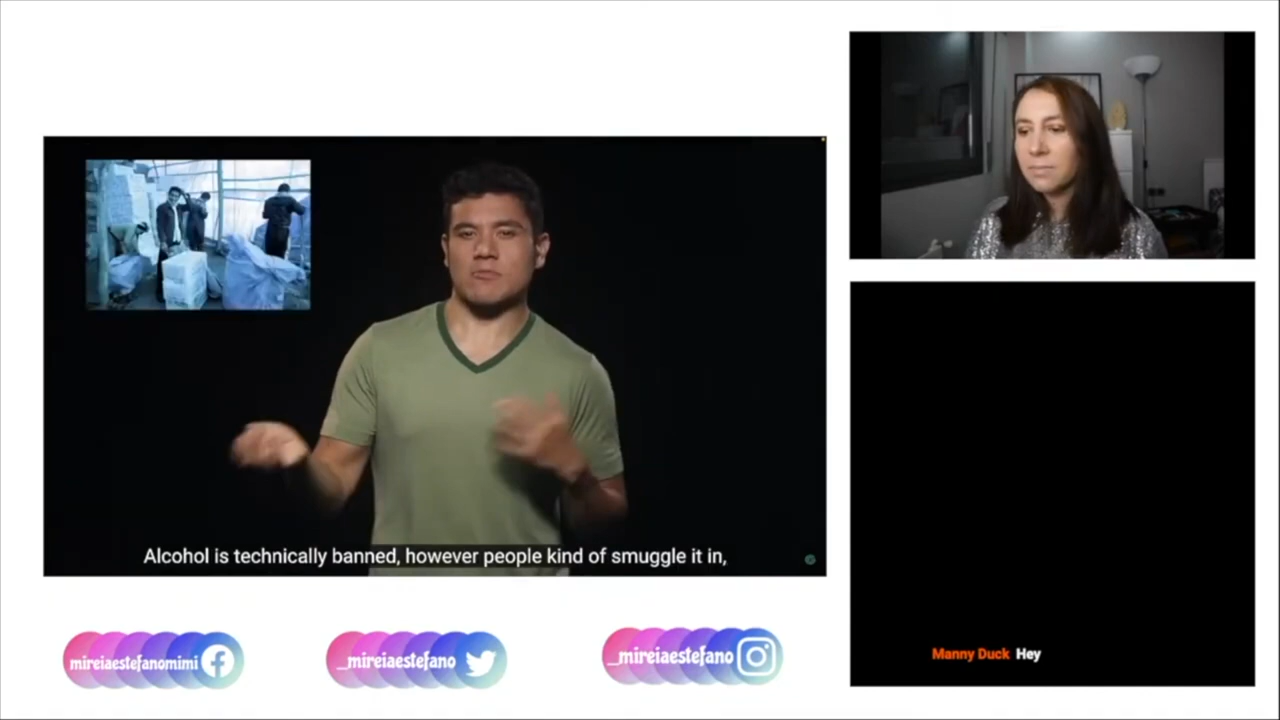 Alcohol is technically banned, however people kind of smuggle it in,
mireiaestefanomimi
_mireiaestefano
_mireiaestefano
Manny Duck Hey